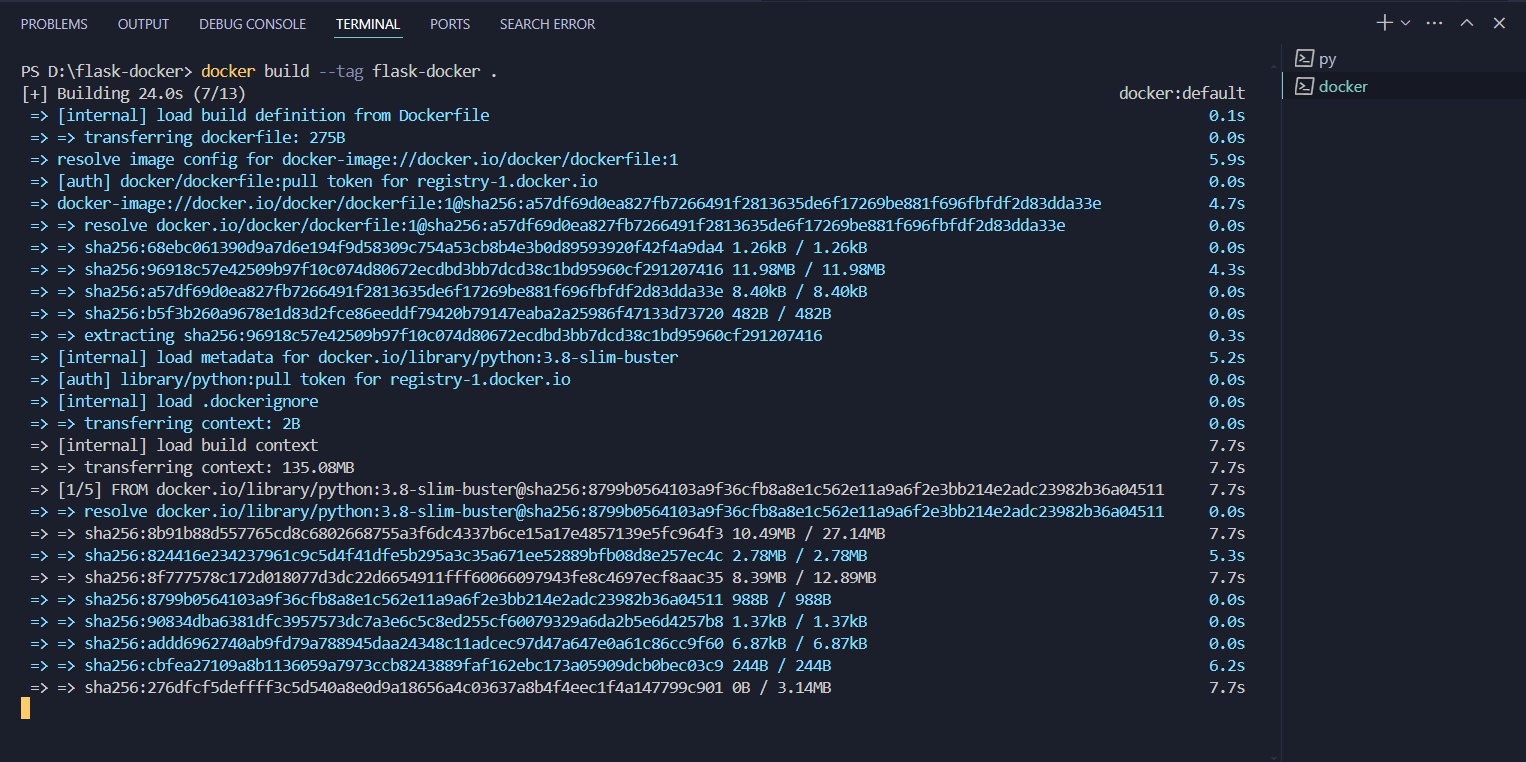 PROBLEMS OUTPUT DEBUG CONSOLE TERMINAL PORTS SEARCH ERROR
PS D:\flask-docker> docker build --tag flask-docker .
[+] Building 24.0s (7/13) docker:default
=> [internal] load build definition from Dockerfile 0.1s
=> => transferring dockerfile: 275B 0.0s
=> resolve image config for docker-image://docker.io/docker/dockerfile:1 5.9s
=> [auth] docker/dockerfile:pull token for registry-1.docker.io 0.0s
=> docker-image://docker.io/docker/dockerfile:1@sha256:a57df69d0ea827fb7266491f2813635de6f17269be881f696fbfdf2d83dda33e 4.7s
=> => resolve docker.io/docker/dockerfile:1@sha256:a57df69d0ea827fb7266491f2813635de6f17269be881f696fbfdf2d83dda33e 0.0s
=> => sha256:68ebc061390d9a7d6e194f9d58309c754a53cb8b4e3b0d89593920f42f4a9da4 1.26kB / 1.26kB 0.0s
=> => sha256:96918c57e42509b97f10c074d80672ecdbd3bb7dcd38c1bd95960cf291207416 11.98MB / 11.98MB 4.3s
=> => sha256:a57df69d0ea827fb7266491f2813635de6f17269be881f696fbfdf2d83dda33e 8.40kB / 8.40kB 0.0s
=> => sha256:b5f3b260a9678e1d83d2fce86eeddf79420b79147eaba2a25986f47133d73720 482B / 482B 0.0s
=> => extracting sha256:96918c57e42509b97f10c074d80672ecdbd3bb7dcd38c1bd95960cf291207416 0.3s
=> [internal] load metadata for docker.io/library/python:3.8-slim-buster 5.2s
=> [auth] library/python:pull token for registry-1.docker.io 0.0s
=> [internal] load .dockerignore 0.0s
=> => transferring context: 2B 0.0s
=> [internal] load build context 7.7s
=> => transferring context: 135.08MB 7.7s
=> [1/5] FROM docker.io/library/python:3.8-slim-buster@sha256:8799b0564103a9f36cfb8a8e1c562e11a9a6f2e3bb214e2adc23982b36a04511 7.7s
=> => resolve docker.io/library/python:3.8-slim-buster@sha256:8799b0564103a9f36cfb8a8e1c562e11a9a6f2e3bb214e2adc23982b36a04511 0.0s
=> => sha256:8b91b88d557765cd8c6802668755a3f6dc4337b6ce15a17e4857139e5fc964f3 10.49MB / 27.14MB 7.7s
=> => sha256:824416e234237961c9c5d4f41dfe5b295a3c35a671ee52889bfb08d8e257ec4c 2.78MB / 2.78MB 5.3s
=> => sha256:8f777578c172d018077d3dc22d6654911fff60066097943fe8c4697ecf8aac35 8.39MB / 12.89MB 7.7s
=> => sha256:8799b0564103a9f36cfb8a8e1c562e11a9a6f2e3bb214e2adc23982b36a04511 988B / 988B 0.0s
=> => sha256:90834dba6381dfc3957573dc7a3e6c5c8ed255cf60079329a6da2b5e6d4257b8 1.37kB / 1.37kB 0.0s
=> => sha256:addd6962740ab9fd79a788945daa24348c11adcec97d47a647e0a61c86cc9f60 6.87kB / 6.87kB 0.0s
=> => sha256:cbfea27109a8b1136059a7973ccb8243889faf162ebc173a05909dcb0bec03c9 244B / 244B 6.2s
=> => sha256:276dfcf5deffff3c5d540a8e0d9a18656a4c03637a8b4f4eec1f4a147799c901 0B / 3.14MB 7.7s
py
docker